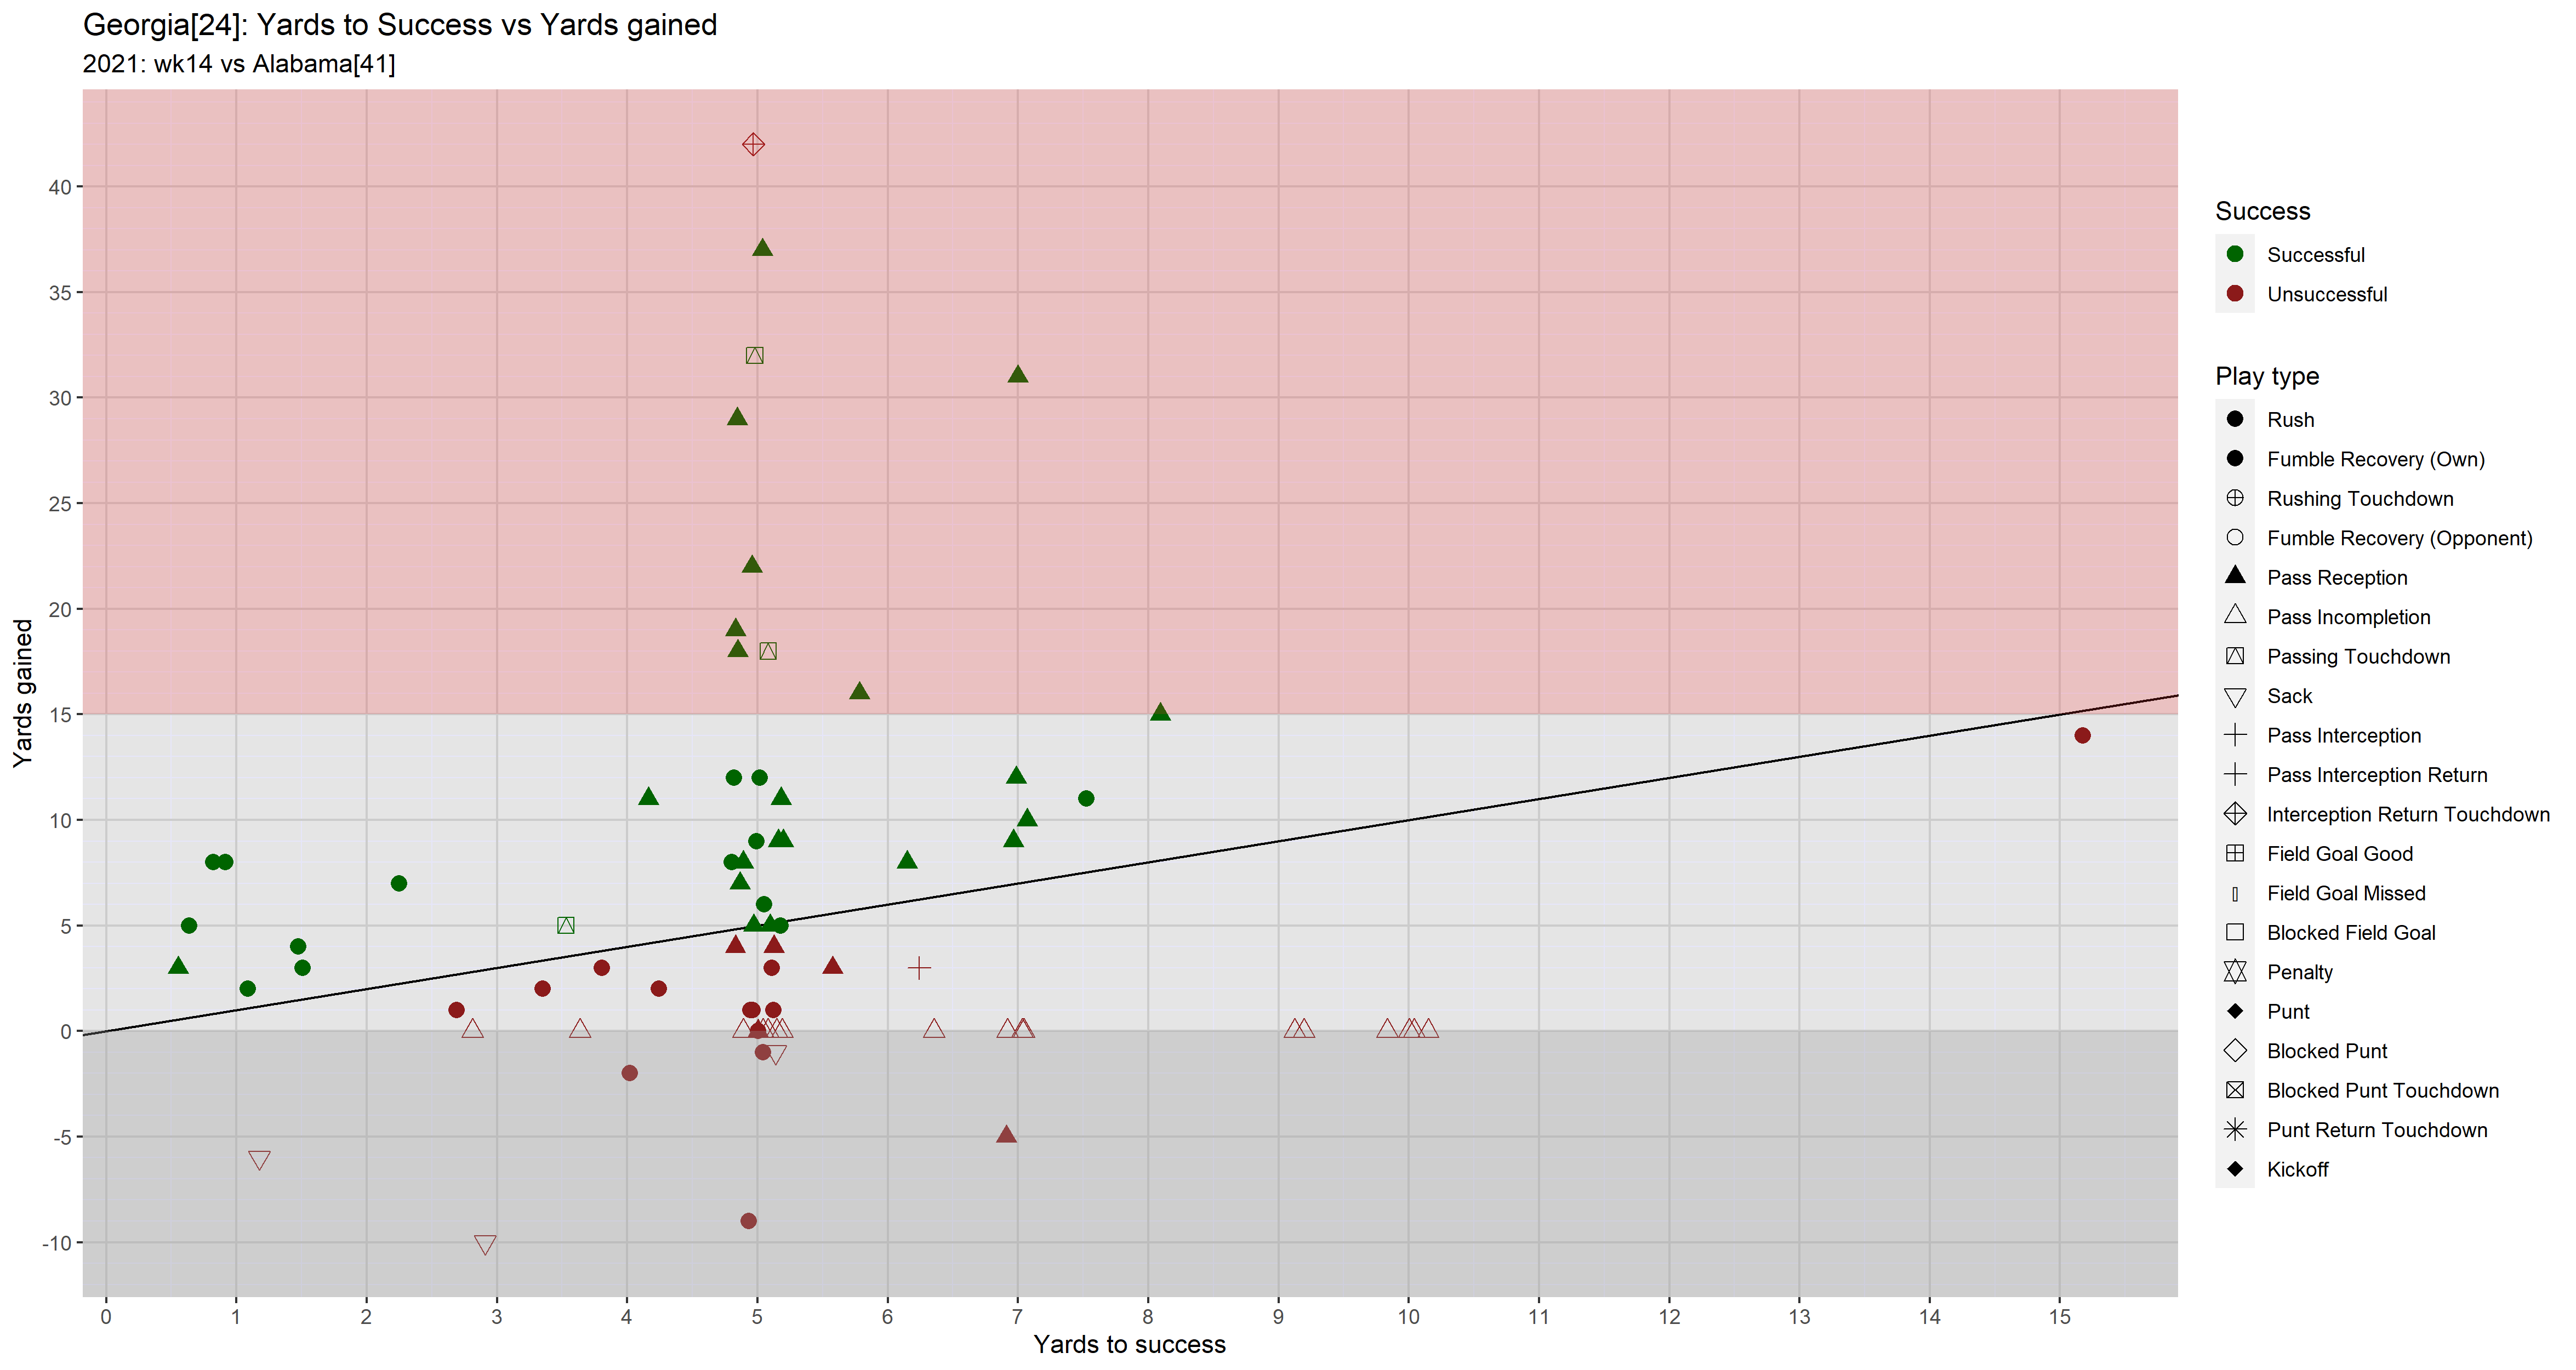 Georgia[24]: Yards to Success vs Yards gained
2021: wk14 vs Alabama[41]
Yards gained
40
35
30
25
20
15
10
5
0
-5
-10
0 1 2 3 4 5 6 7 8 9 10 11 12 13 14 15
Yards to success
Success
Successful
Unsuccessful
Play type
Rush
Fumble Recovery (Own)
Rushing Touchdown
Fumble Recovery (Opponent)
Pass Reception
Pass Incompletion
Passing Touchdown
Sack
Pass Interception
Pass Interception Return
Interception Return Touchdown
Field Goal Good
Field Goal Missed
Blocked Field Goal
Penalty
Punt
Blocked Punt
Blocked Punt Touchdown
Punt Return Touchdown
Kickoff